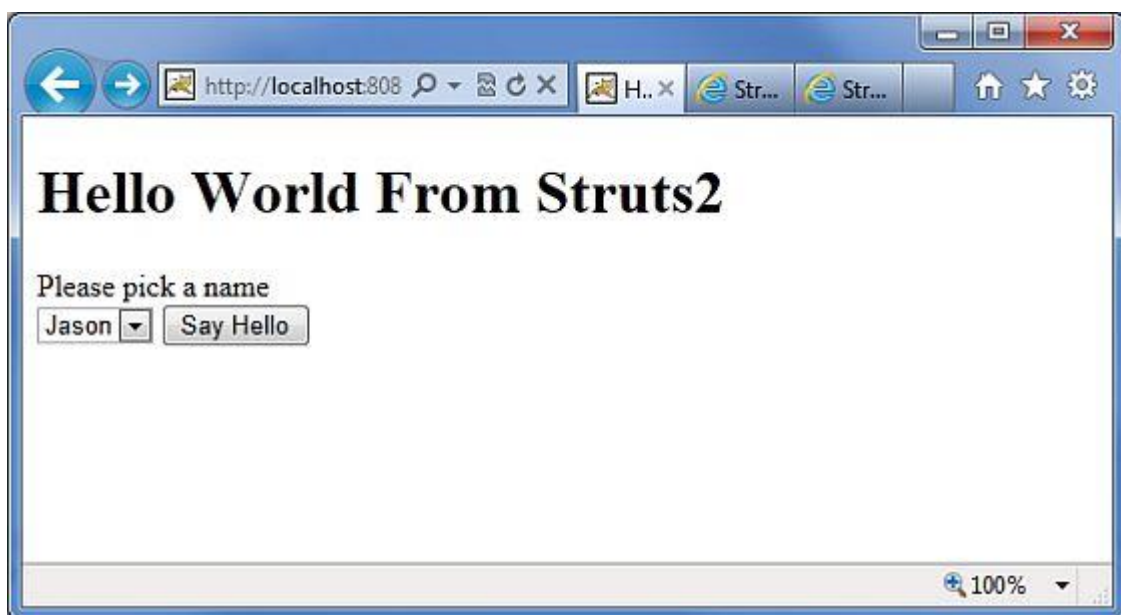 http://localhost:808
H..
Str...
Str...
Hello World From Struts2
Please pick a name
Jason
Say Hello
100%